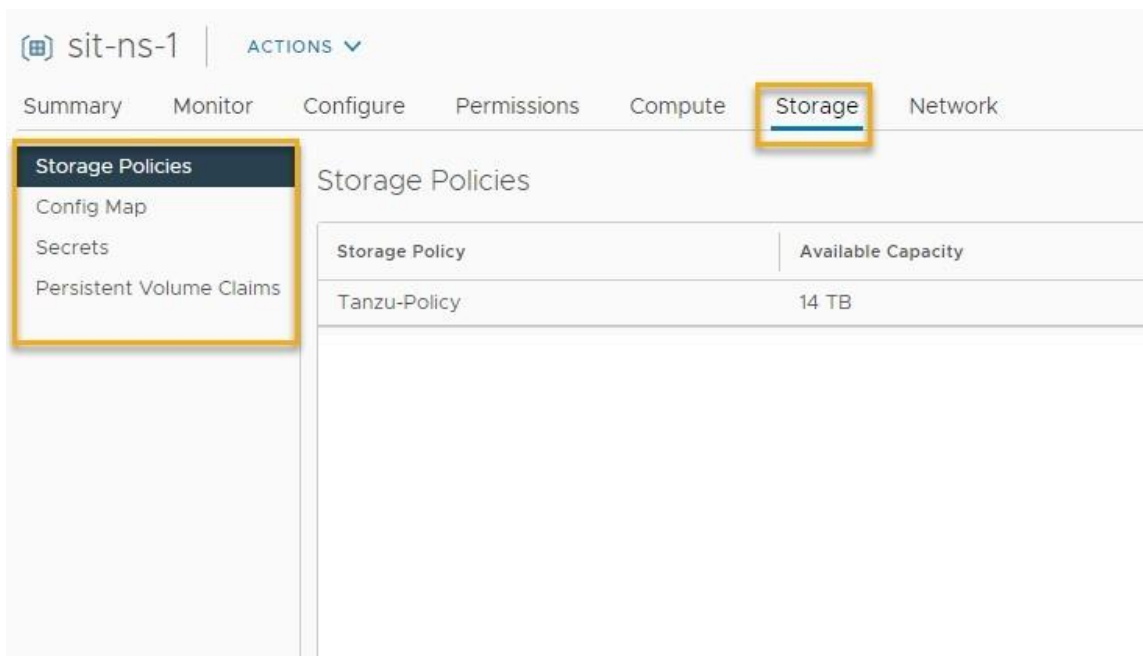 sit-ns-1 ACTIONS
Summary Monitor Configure Permissions Compute Storage Network
Storage Policies
Config Map
Secrets
Persistent Volume Claims
Storage Policies
Storage Policy Available Capacity
Tanzu-Policy 14 TB